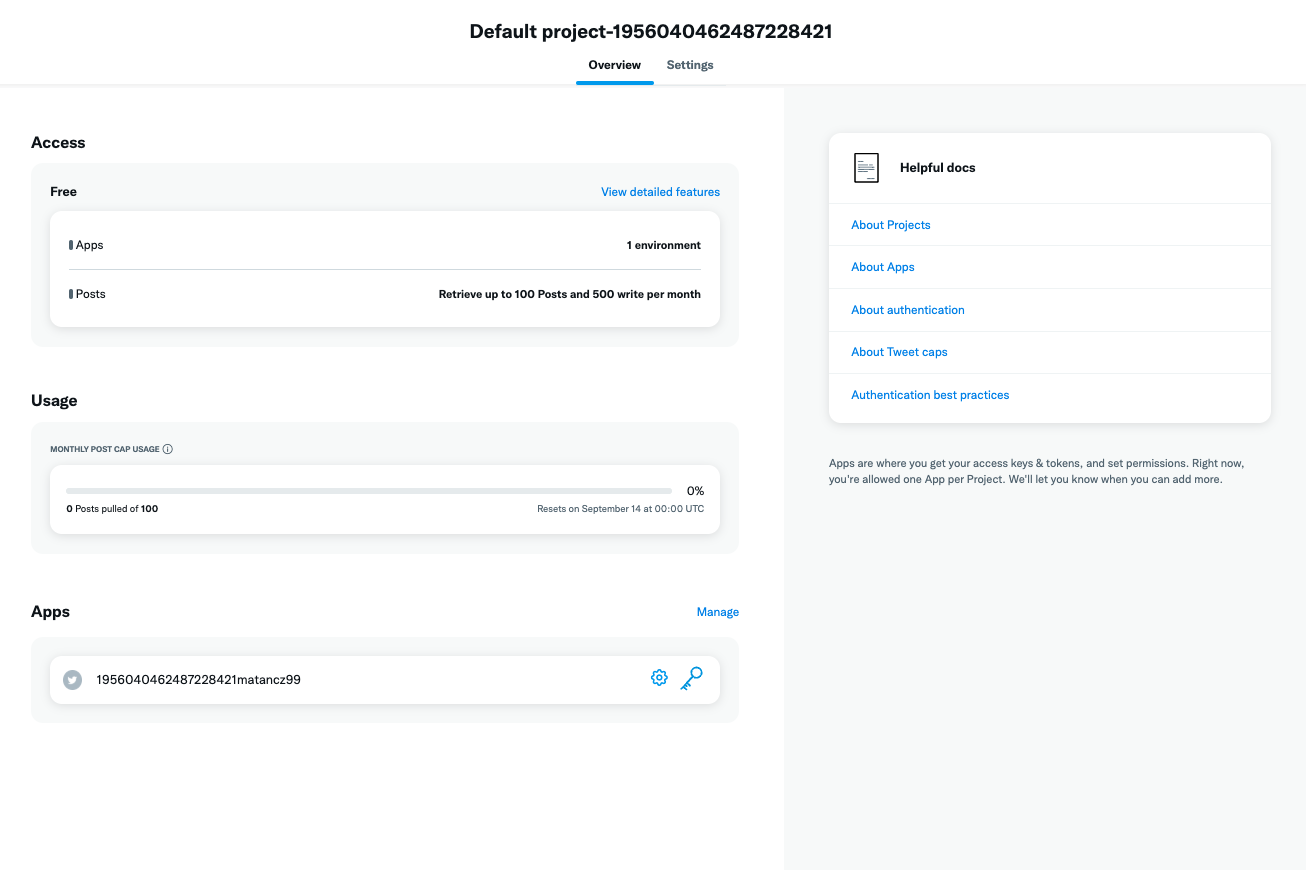 Default project-1956040462487228421
Overview Settings
Access
Free View detailed features
Apps 1 environment
Posts Retrieve up to 100 Posts and 500 write per month
Usage
MONTHLY POST CAP USAGE
0%
0 Posts pulled of 100 Resets on September 14 at 00:00 UTC
Apps Manage
1956040462487228421matancz99
Helpful docs
About Projects
About Apps
About authentication
About Tweet caps
Authentication best practices
Apps are where you get your access keys & tokens, and set permissions. Right now,
you're allowed one App per Project. We'll let you know when you can add more.